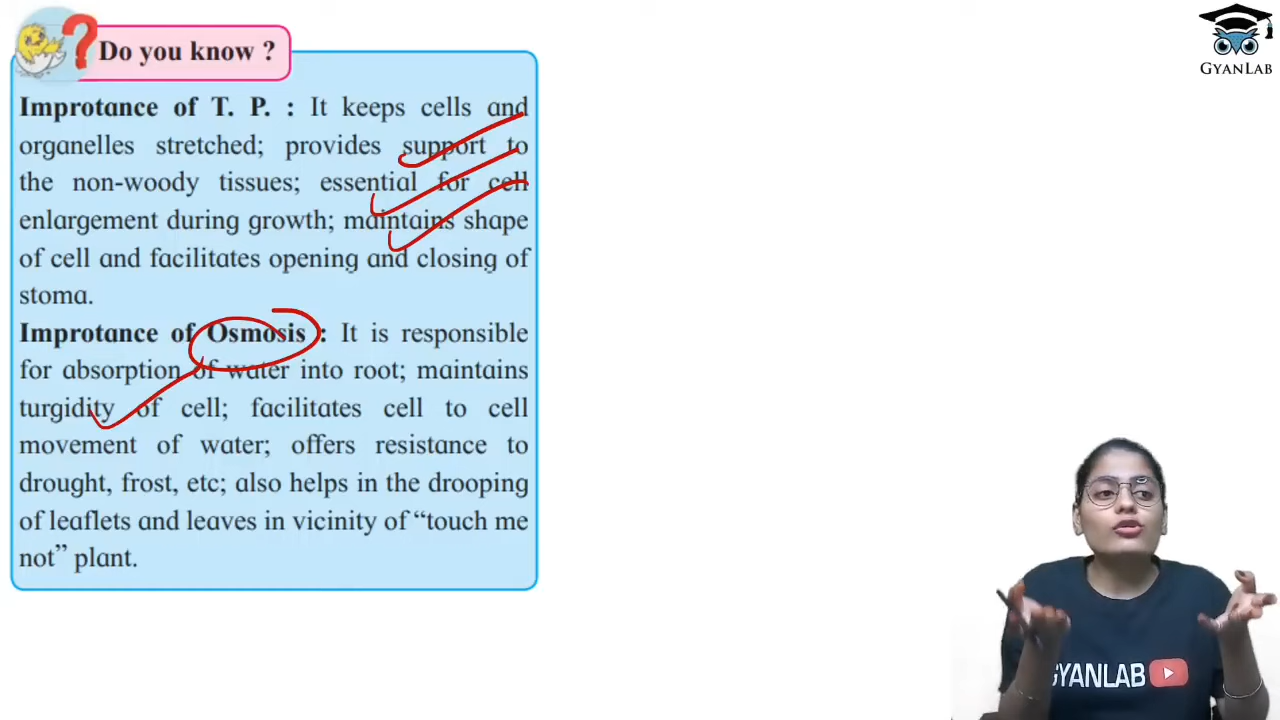 Do you know ?
GYANLAB
Improtance of T. P. : It keeps cells and
organelles stretched; provides support to
the non-woody tissues; essential for cell
enlargement during growth; maintains shape
of cell and facilitates opening and closing of
stoma.
Improtance of Osmosis : It is responsible
for absorption of water into root; maintains
turgidity of cell; facilitates cell to cell
movement of water; offers resistance to
drought, frost, etc; also helps in the drooping
of leaflets and leaves in vicinity of “touch me
not” plant.
GYANLAB